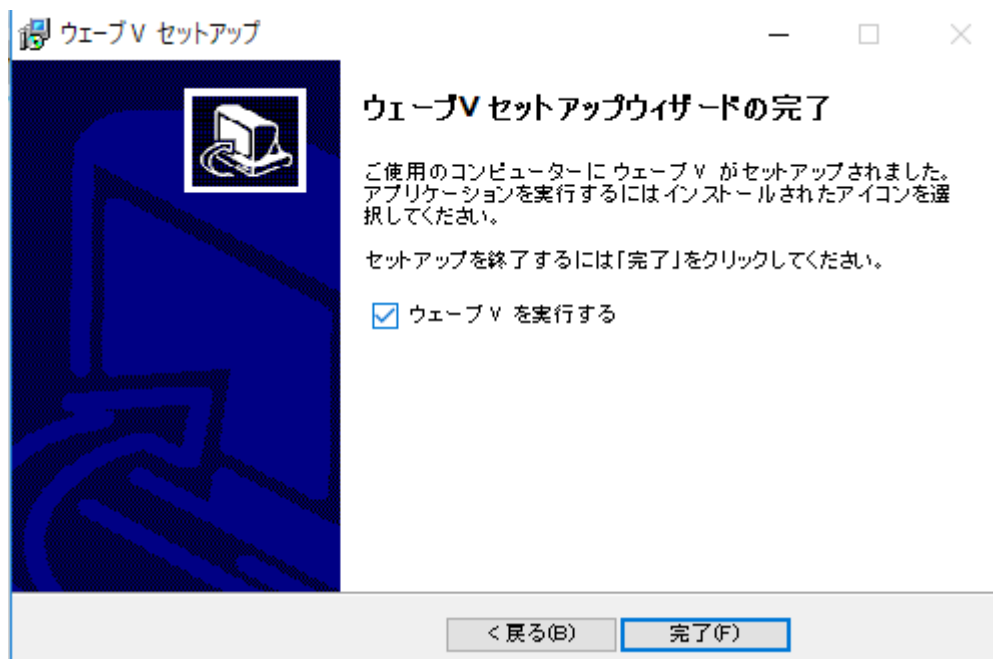 ウェーブV セットアップ
ウェーブV セットアップウィザードの完了
ご使用のコンピューターに ウェーブV がセットアップされました。
アプリケーションを実行するにはインストールされたアイコンを選
択してください。
セットアップを終了するには「完了」をクリックしてください。
ウェーブV を実行する
< 戻る(B)
完了(F)